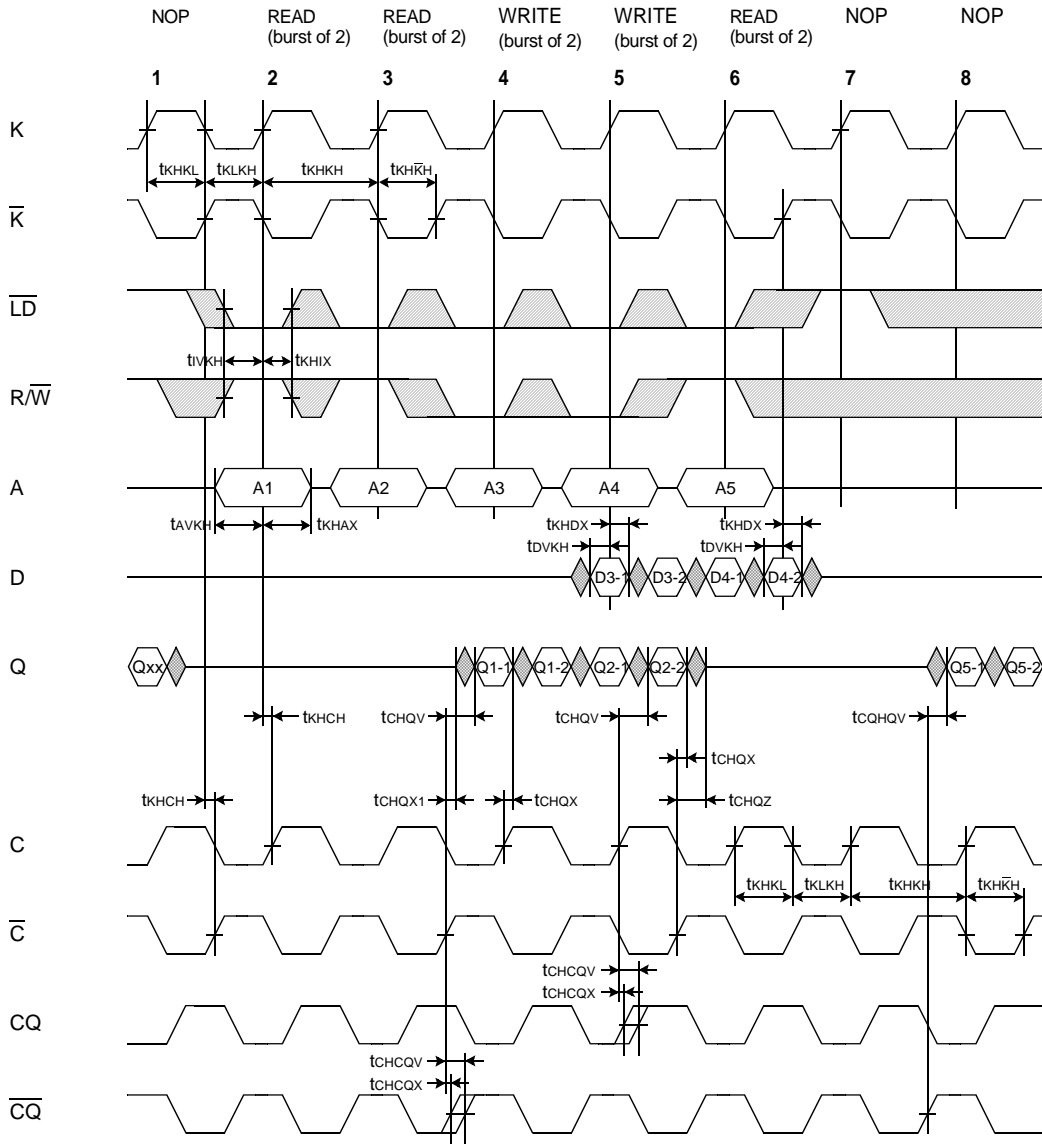 NOP READ READ WRITE WRITE READ NOP NOP
(burst of 2) (burst of 2) (burst of 2) (burst of 2) (burst of 2)
1 2 3 4 5 6 7 8
K
tKHKL tKLKH tKHKH tKHK̅H
K̅
L̅D̅
tIVKH tKHIX
R/W̅
A A1 A2 A3 A4 A5
tAVKH tKHAX tKHDX tKHDX
tDVKH tDVKH
D D3-1 D3-2 D4-1 D4-2
Q Qxx Q1-1 Q1-2 Q2-1 Q2-2 Q5-1 Q5-2
tKHCH tCHQV tCHQV tCQHQV
tCHQX
tKHCH tCHQX1 tCHQX tCHQZ
C
tKHKL tKLKH tKHKH tKHK̅H
C̅
tCHCQV
tCHCQX
CQ
tCHCQV
tCHCQX
C̅Q̅